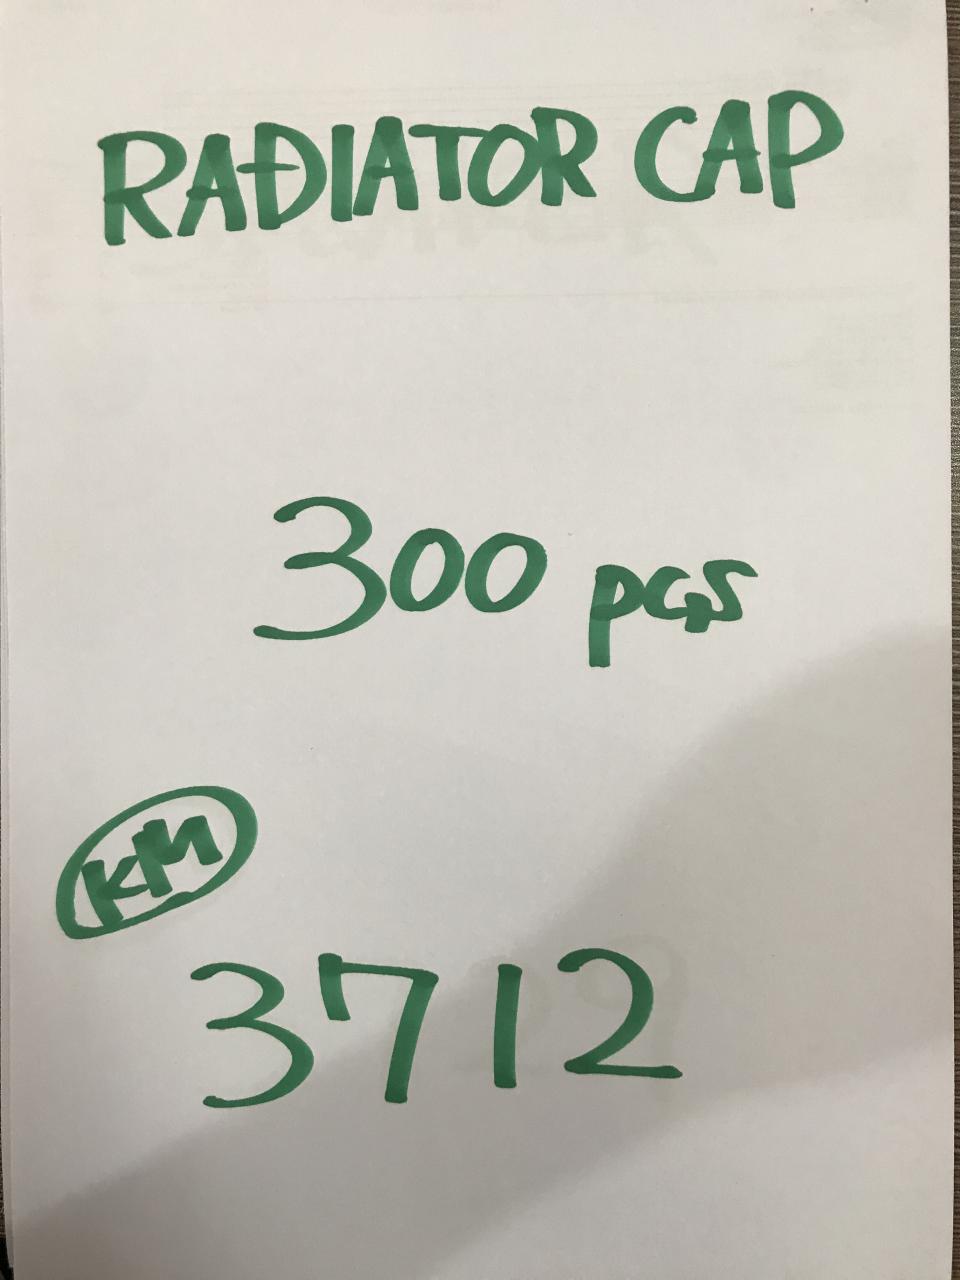 RADIATOR CAP
300 pcs
KM
3712